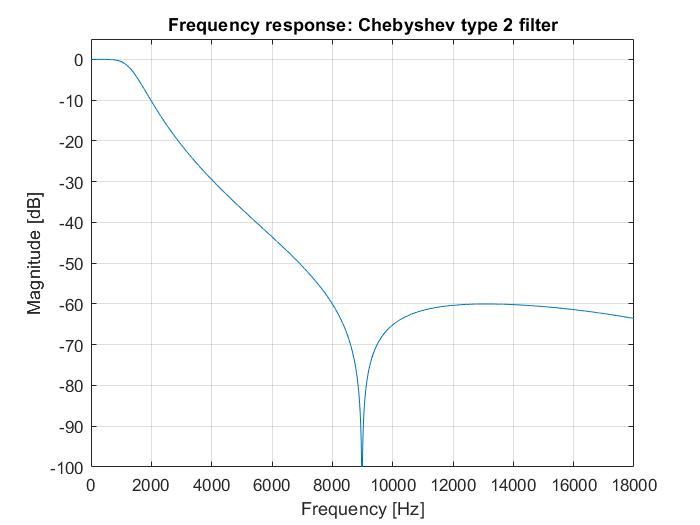 Frequency response: Chebyshev type 2 filter
Magnitude [dB]
0
-10
-20
-30
-40
-50
-60
-70
-80
-90
-100
0 2000 4000 6000 8000 10000 12000 14000 16000 18000
Frequency [Hz]